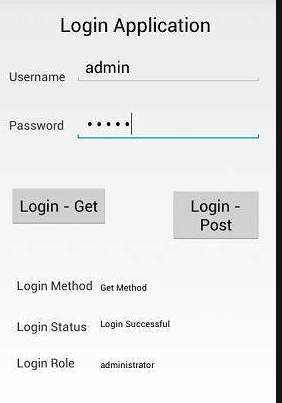 Login Application
Username admin
Password •••••
Login - Get
Login -
Post
Login Method Get Method
Login Status Login Successful
Login Role administrator